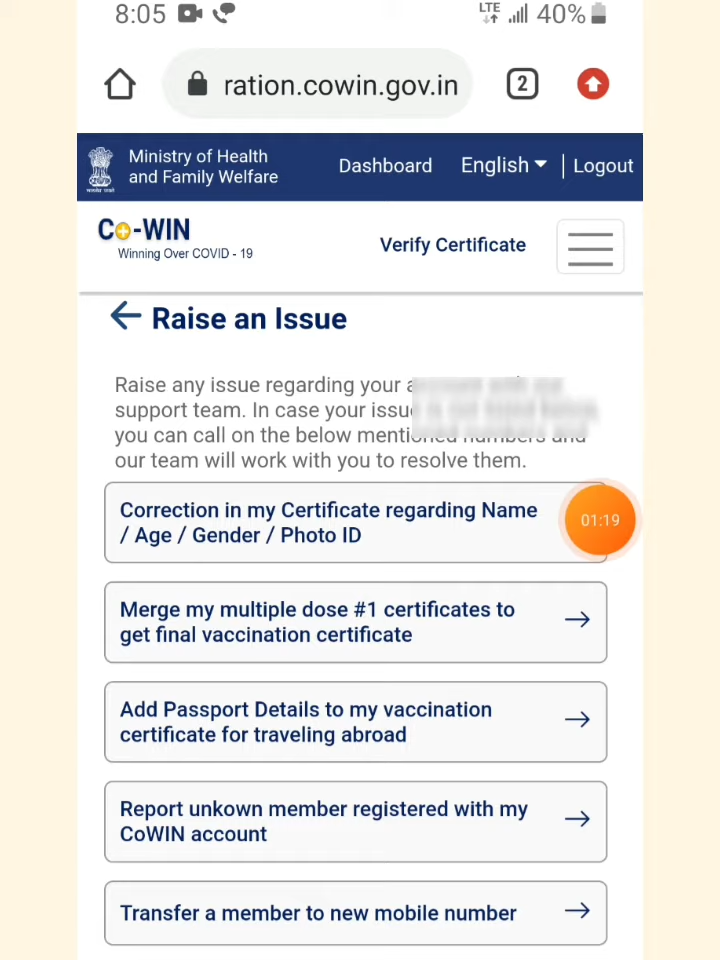 8:05
LTE
40%
ration.cowin.gov.in
2
Ministry of Health
and Family Welfare
Dashboard
English
Logout
Co-WIN
Winning Over COVID - 19
Verify Certificate
Raise an Issue
Raise any issue regarding your
support team. In case your issue
you can call on the below mentioned numbers and
our team will work with you to resolve them.
Correction in my Certificate regarding Name
/ Age / Gender / Photo ID
01:19
Merge my multiple dose #1 certificates to
get final vaccination certificate
Add Passport Details to my vaccination
certificate for traveling abroad
Report unkown member registered with my
CoWIN account
Transfer a member to new mobile number